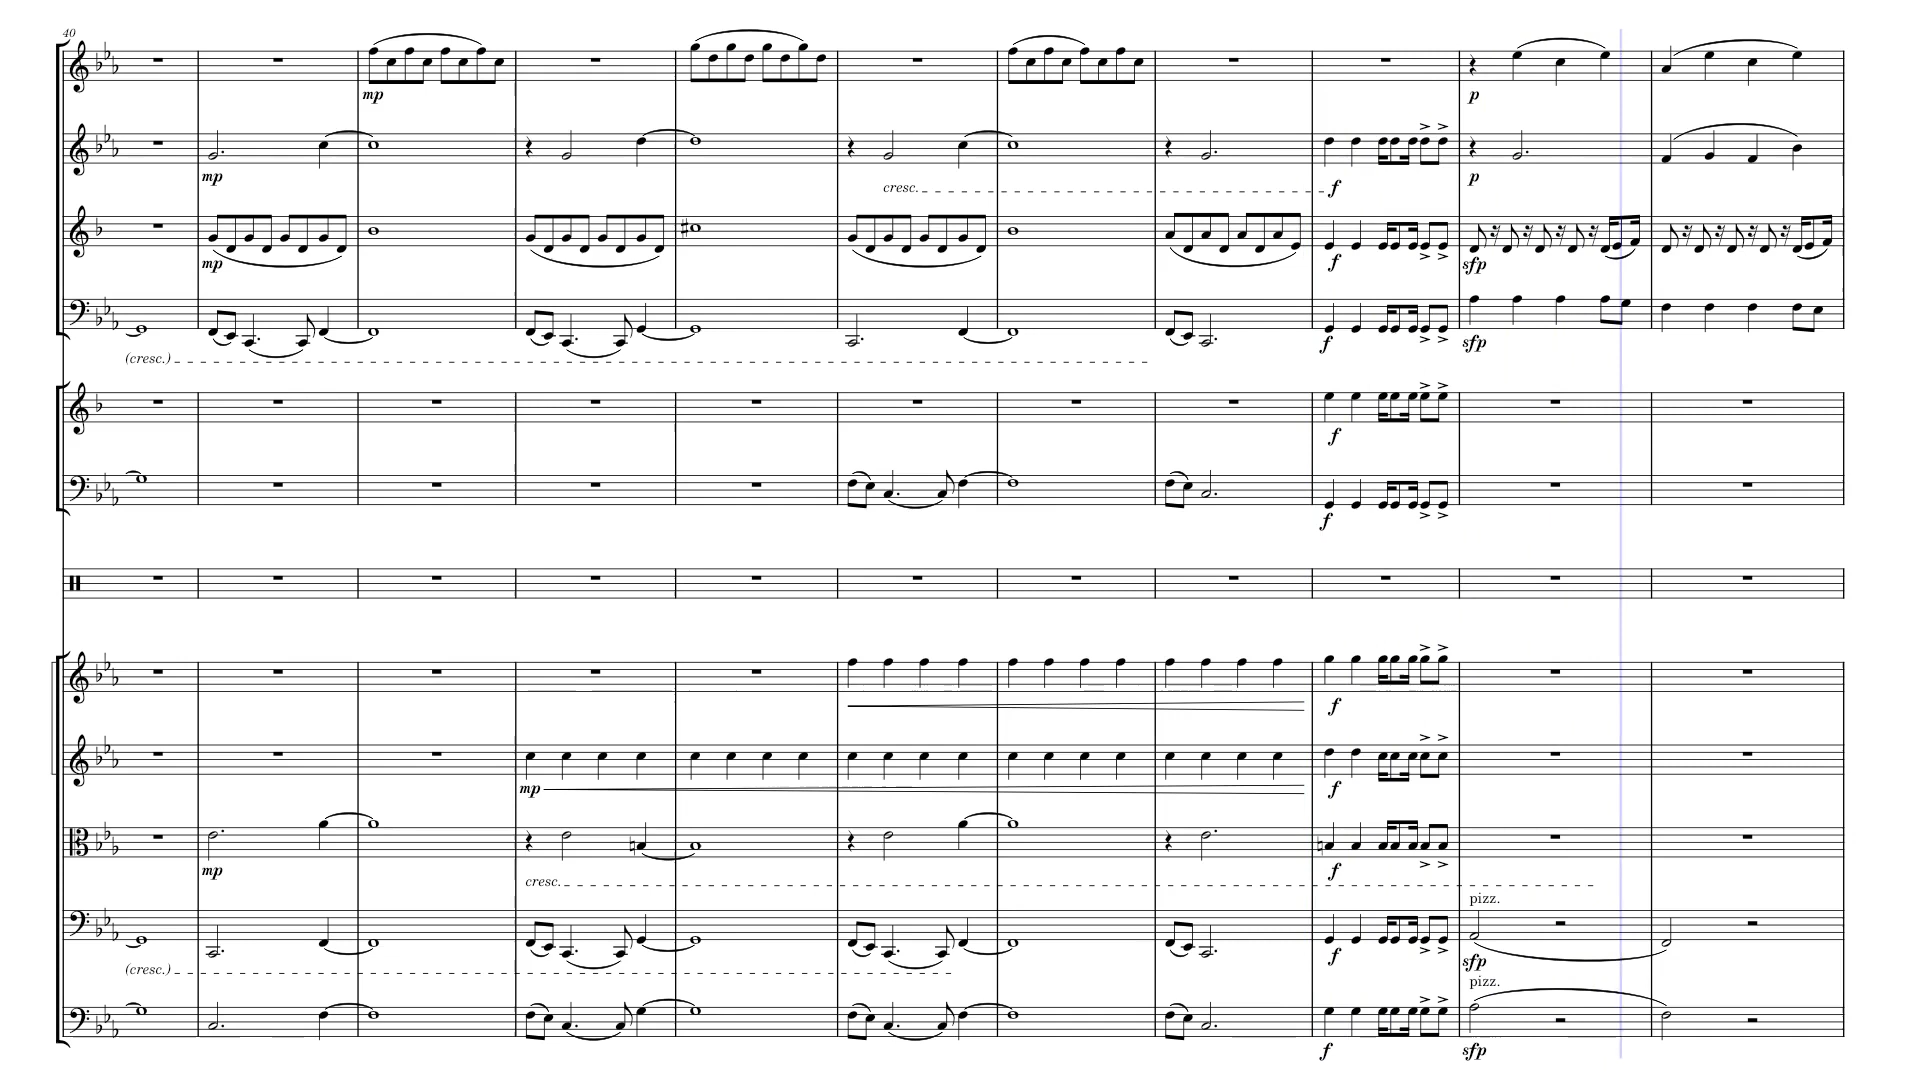 40
mp
mp
cresc.
f
p
p
mp
f
sfp
(cresc.)
f
sfp
f
f
f
mp
f
mp
cresc.
f
pizz.
(cresc.)
f
sfp
pizz.
f
sfp